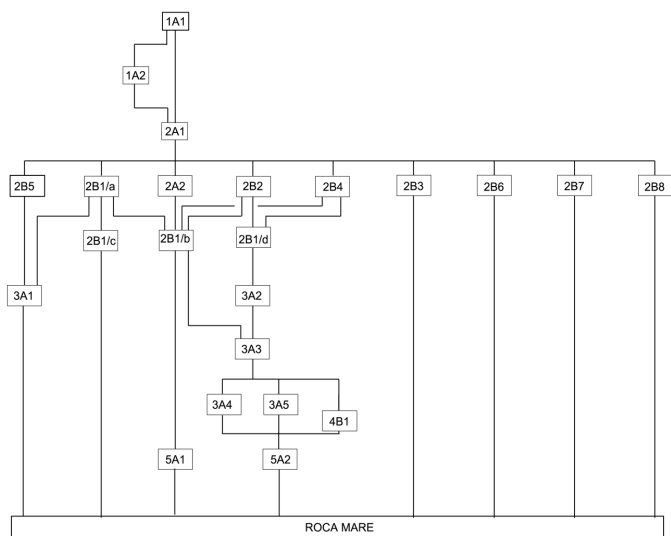 1A1
1A2
2A1
2B5 2B1/a 2A2 2B2 2B4 2B3 2B6 2B7 2B8
2B1/c 2B1/b 2B1/d
3A1 3A2
3A3
3A4 3A5
4B1
5A1 5A2
ROCA MARE